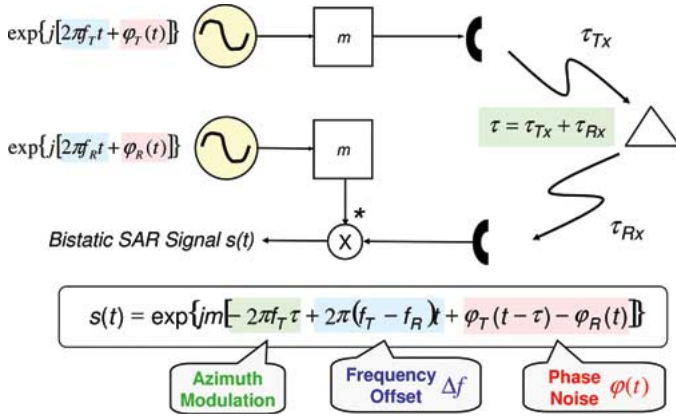 exp{j[2πf_T t + φ_T(t)]}
m
τ_Tx
τ = τ_Tx + τ_Rx
exp{j[2πf_R t + φ_R(t)]}
m
*
τ_Rx
Bistatic SAR Signal s(t)
X
s(t) = exp{jm[-2πf_T τ + 2π(f_T - f_R)t + φ_T(t - τ) - φ_R(t)]}
Azimuth
Modulation
Frequency
Offset Δf
Phase
Noise φ(t)